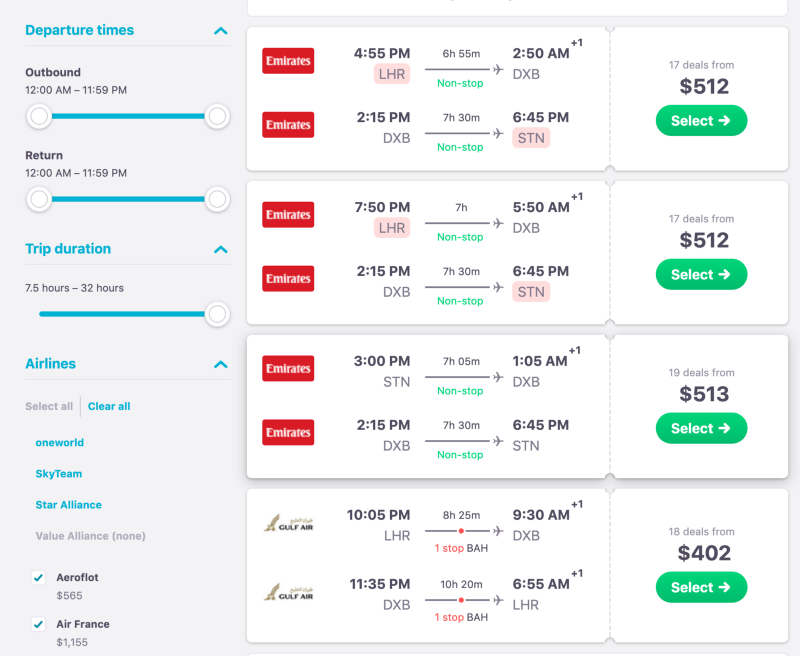 Departure times
Outbound
12:00 AM – 11:59 PM
Return
12:00 AM – 11:59 PM
Trip duration
7.5 hours – 32 hours
Airlines
Select all
Clear all
oneworld
SkyTeam
Star Alliance
Value Alliance (none)
Aeroflot
$565
Air France
$1,155
Emirates
4:55 PM 6h 55m 2:50 AM+1
LHR Non-stop DXB
Emirates
2:15 PM 7h 30m 6:45 PM
DXB Non-stop STN
17 deals from
$512
Select →
Emirates
7:50 PM 7h 5:50 AM+1
LHR Non-stop DXB
Emirates
2:15 PM 7h 30m 6:45 PM
DXB Non-stop STN
17 deals from
$512
Select →
Emirates
3:00 PM 7h 05m 1:05 AM+1
STN Non-stop DXB
Emirates
2:15 PM 7h 30m 6:45 PM
DXB Non-stop STN
19 deals from
$513
Select →
GULF AIR
10:05 PM 8h 25m 9:30 AM+1
LHR 1 stop BAH DXB
GULF AIR
11:35 PM 10h 20m 6:55 AM+1
DXB 1 stop BAH LHR
18 deals from
$402
Select →